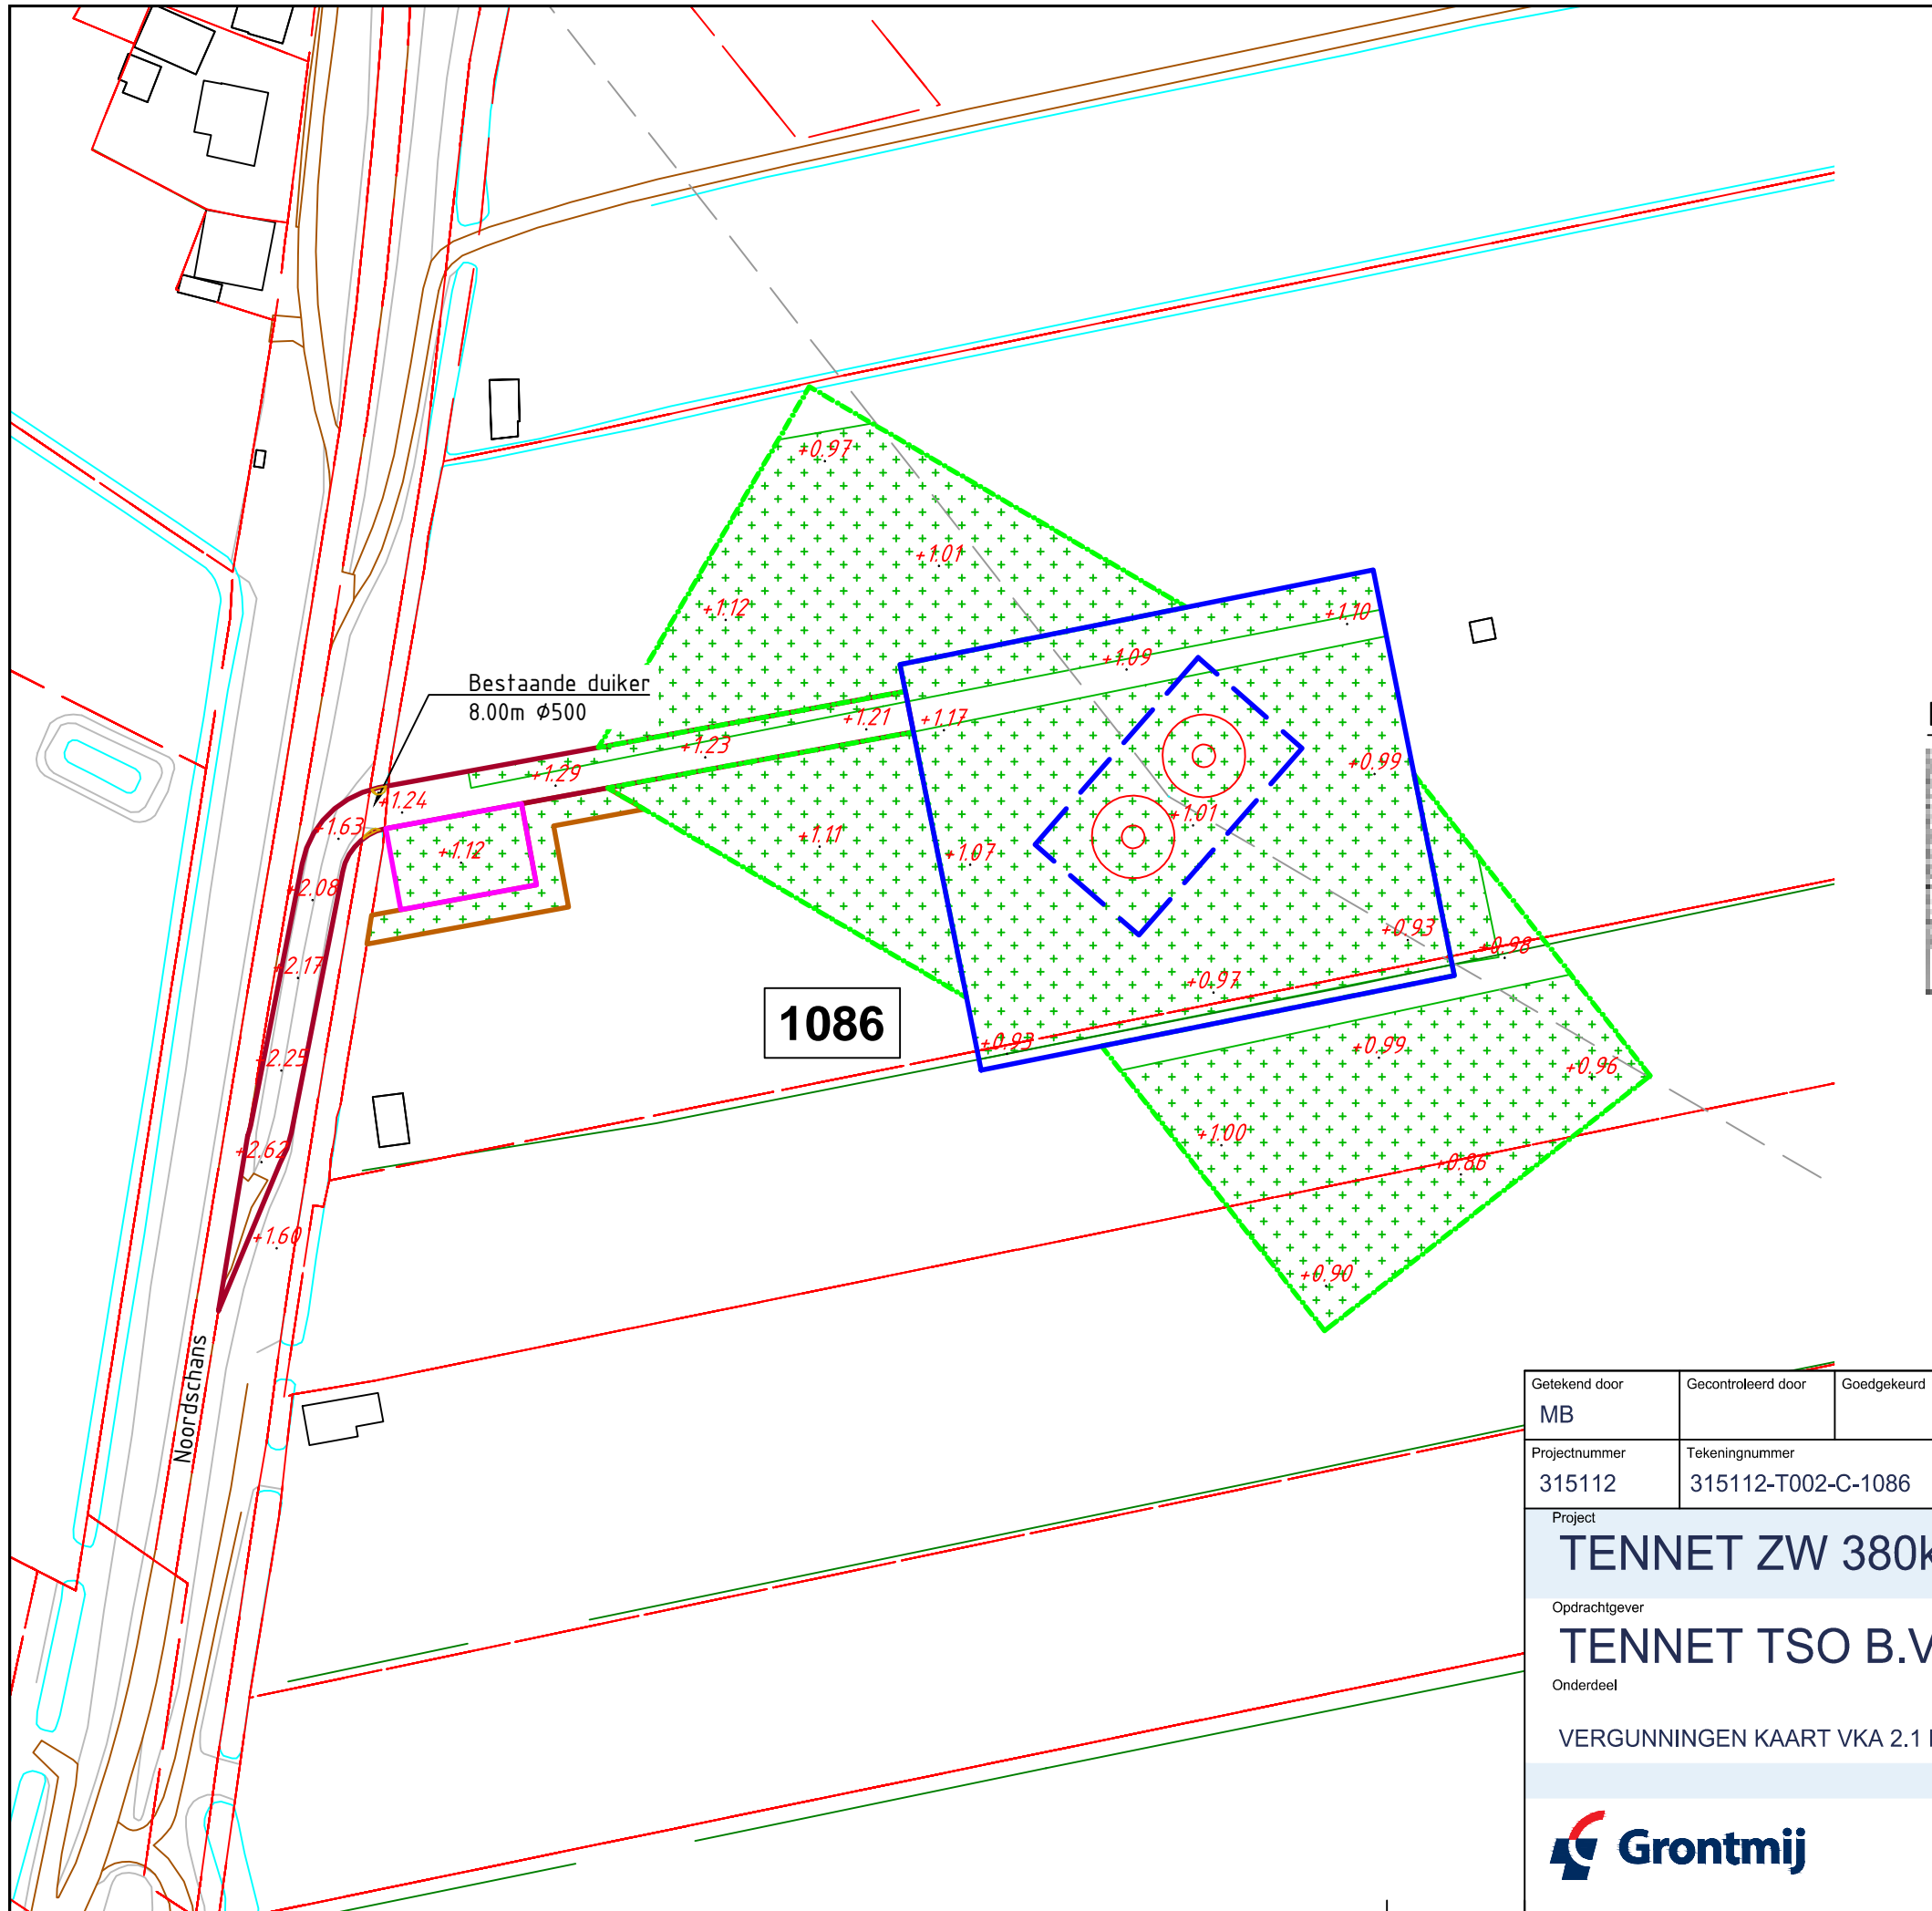 +0.97
+1.01
+1.12
+1.10
+1.09
Bestaande duiker
8.00m Ø500
+1.21
+1.17
+1.23
+0.99
+1.29
+1.24
+1.01
+1.63
+1.11
+1.12
+1.07
+2.08
+0.93
+0.98
+2.17
+0.97
1086
+0.93
+0.99
+2.25
+0.96
+1.00
+2.62
+0.86
+1.60
+0.90
Noordschans
Getekend door Gecontroleerd door Goedgekeurd
MB
Projectnummer Tekeningnummer
315112 315112-T002-C-1086
Project
TENNET ZW 380k
Opdrachtgever
TENNET TSO B.V
Onderdeel
VERGUNNINGEN KAART VKA 2.1
Grontmij